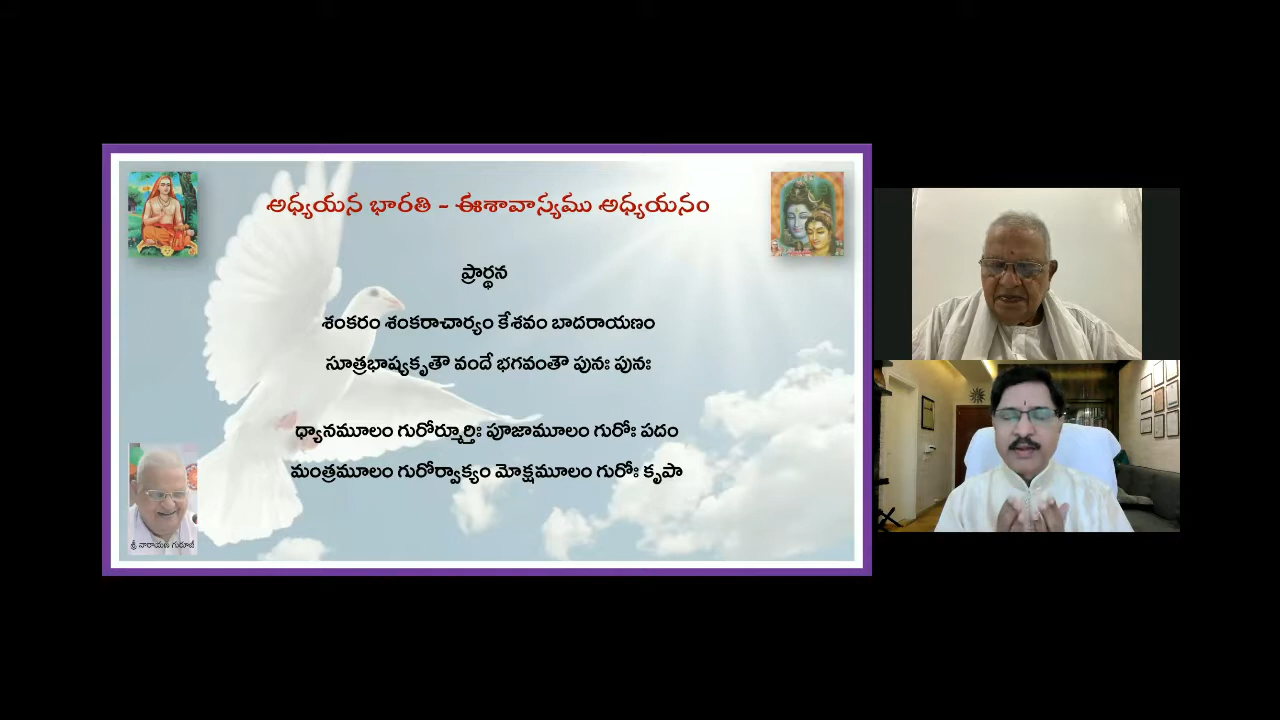 అధ్యయన భారతి - ఈశావాస్యము అధ్యయనం
ప్రార్థన
శంకరం శంకరాచార్యం కేశవం బాదరాయణం
సూత్రభాష్యకృతౌ వందే భగవంతౌ పునః పునః
ధ్యానమూలం గురోర్మూర్తిః పూజామూలం గురోః పదం
మంత్రమూలం గురోర్వాక్యం మోక్షమూలం గురోః కృపా
శ్రీ నారాయణ గురూజీ